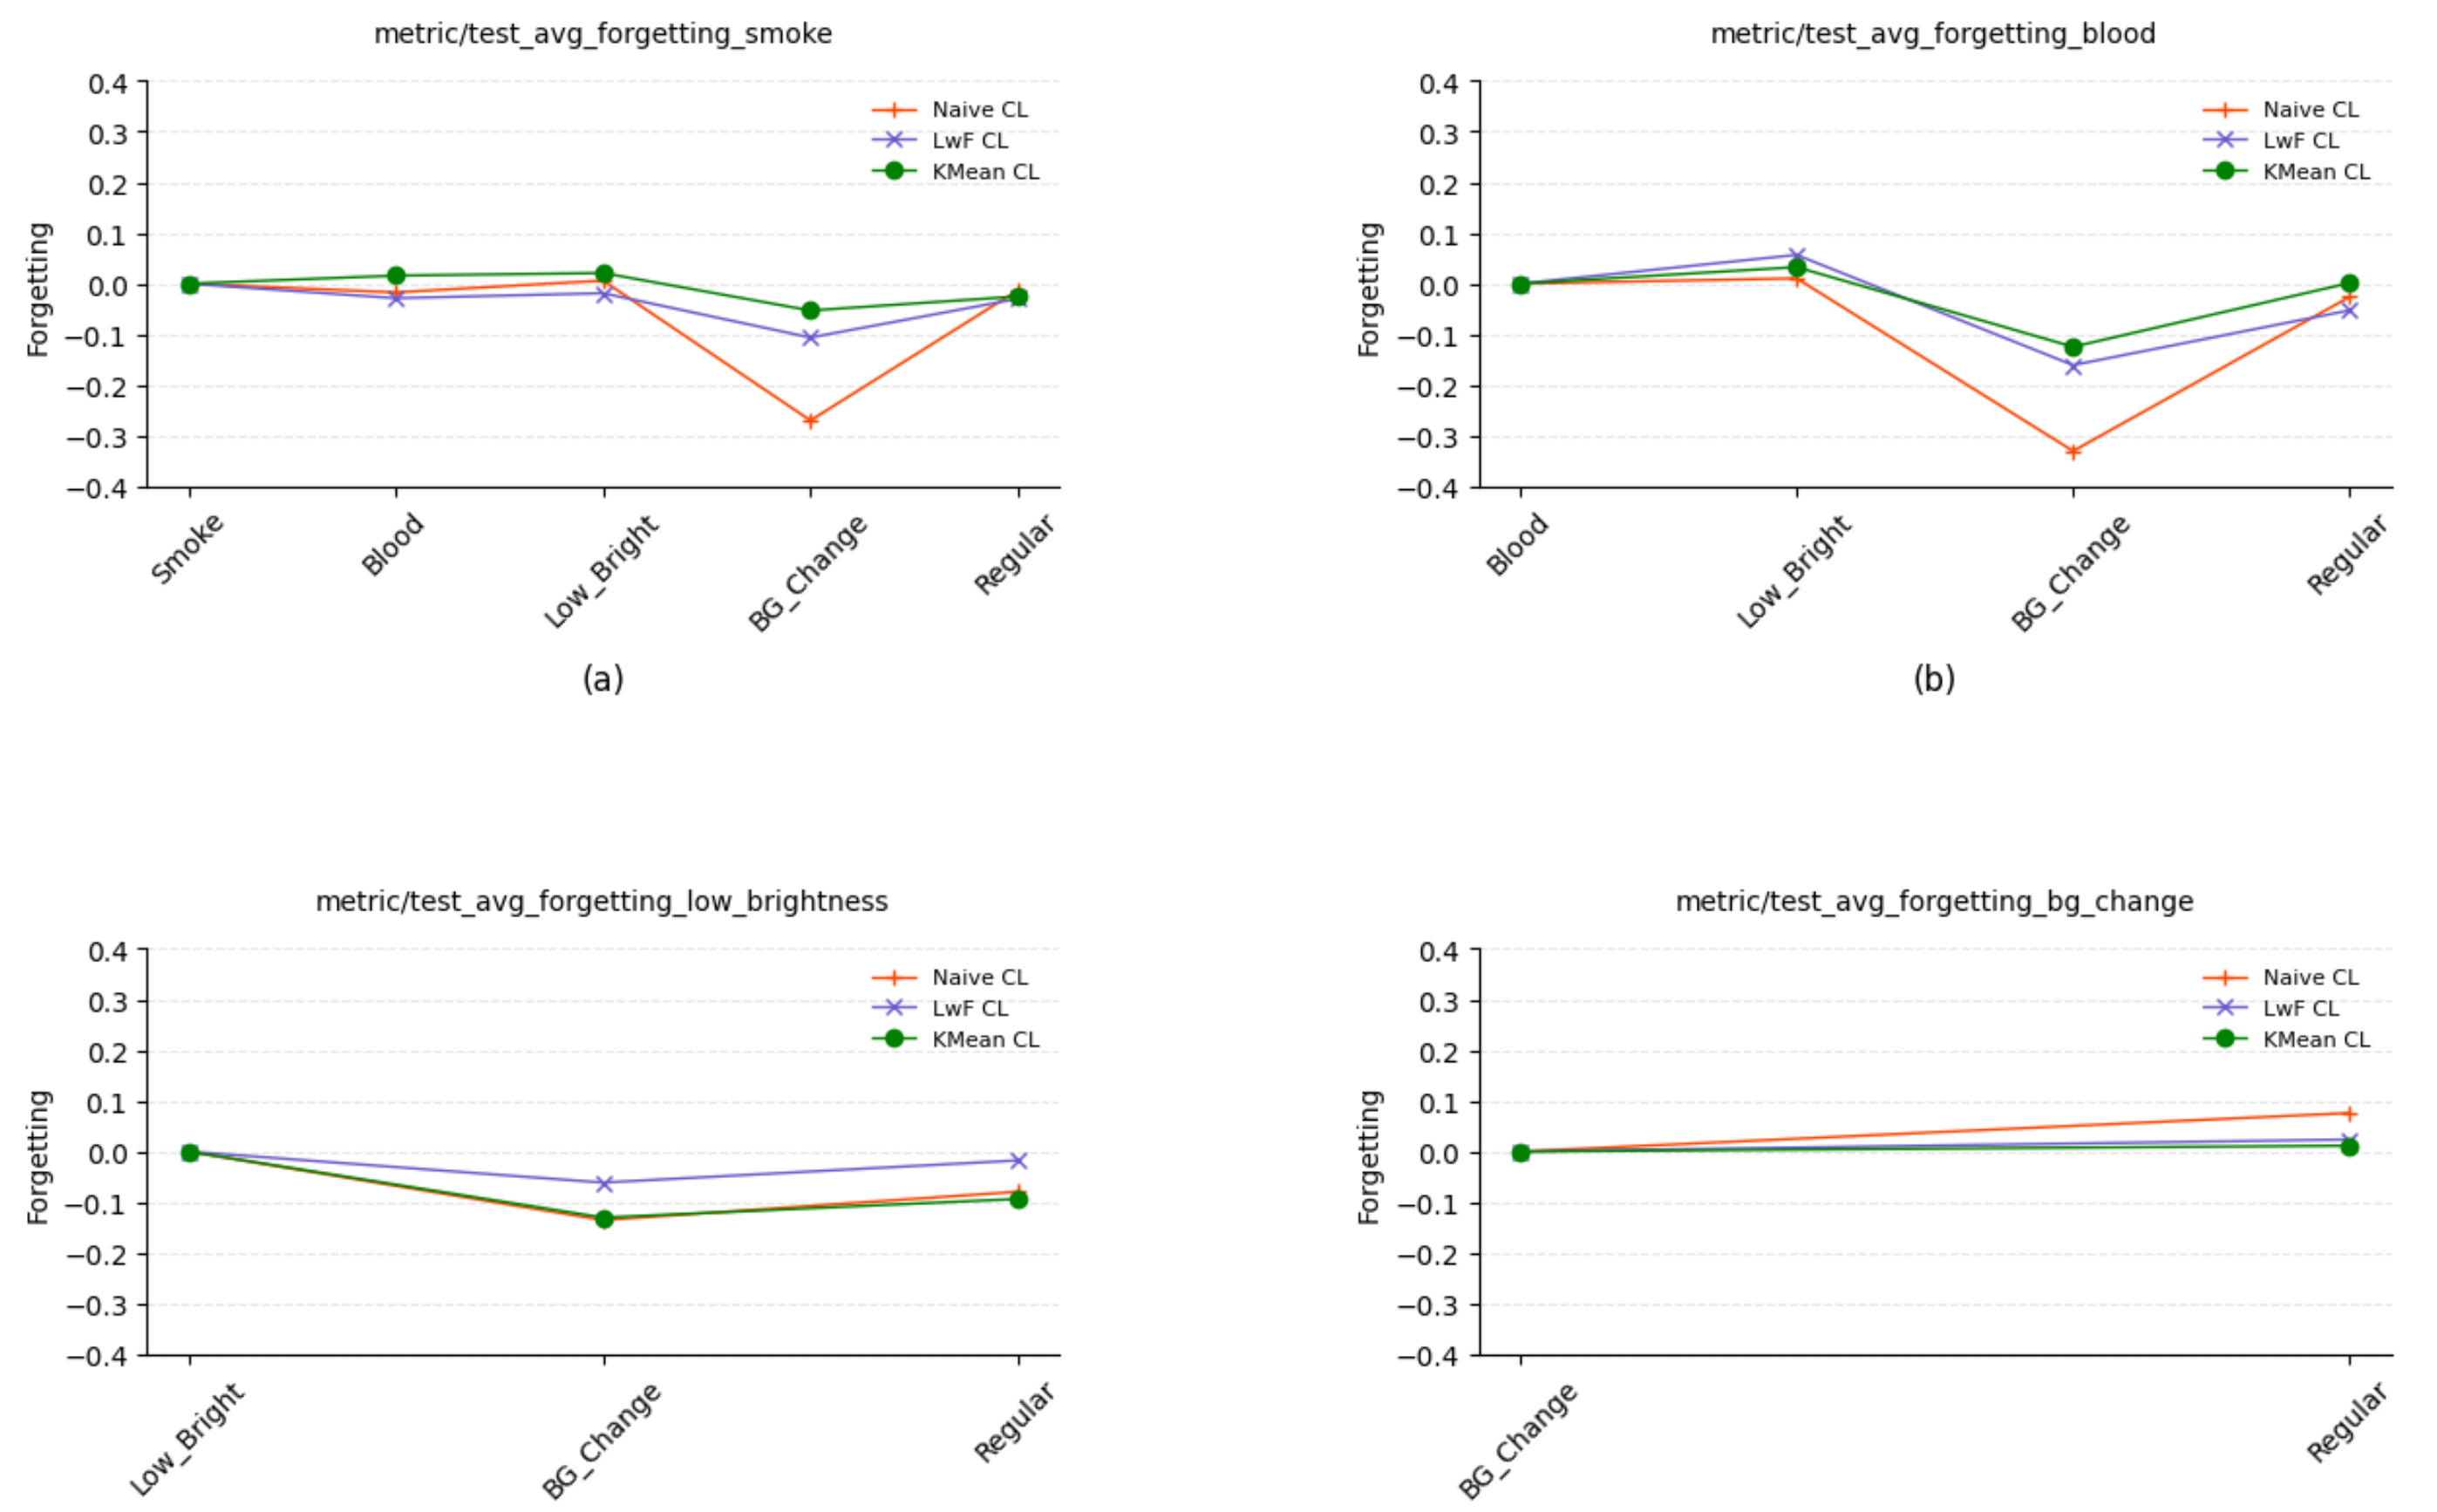 metric/test_avg_forgetting_smoke
0.4
0.3
0.2
0.1
0.0
−0.1
−0.2
−0.3
−0.4
Forgetting
Naive CL
LwF CL
KMean CL
Smoke
Blood
Low_Bright
BG_Change
Regular
(a)
metric/test_avg_forgetting_blood
0.4
0.3
0.2
0.1
0.0
−0.1
−0.2
−0.3
−0.4
Forgetting
Naive CL
LwF CL
KMean CL
Blood
Low_Bright
BG_Change
Regular
(b)
metric/test_avg_forgetting_low_brightness
0.4
0.3
0.2
0.1
0.0
−0.1
−0.2
−0.3
−0.4
Forgetting
Naive CL
LwF CL
KMean CL
Low_Bright
BG_Change
Regular
metric/test_avg_forgetting_bg_change
0.4
0.3
0.2
0.1
0.0
−0.1
−0.2
−0.3
−0.4
Forgetting
Naive CL
LwF CL
KMean CL
BG_Change
Regular